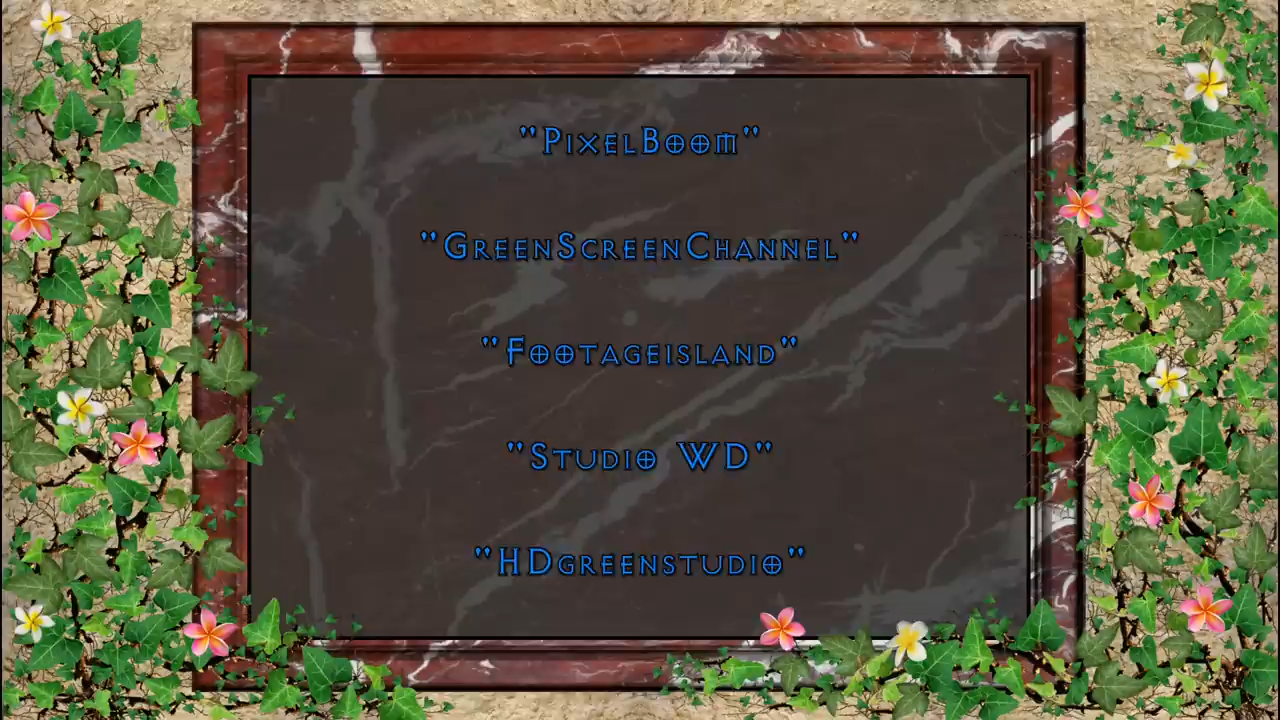 "PixelBoom"
"GreenScreenChannel"
"Footageisland"
"Studio WD"
"HDgreenstudio"